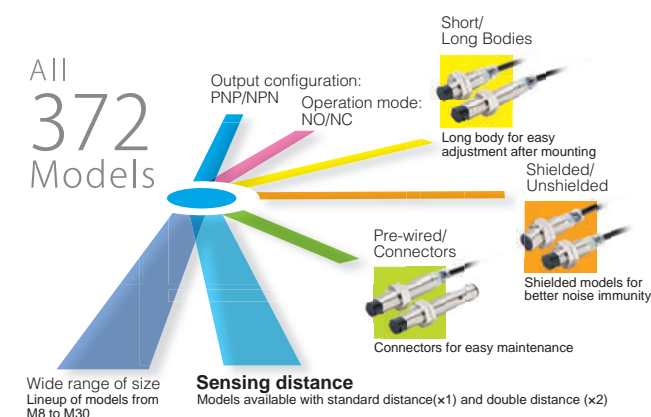 All
372
Models
Output configuration:
PNP/NPN
Operation mode:
NO/NC
Short/
Long Bodies
Long body for easy
adjustment after mounting
Shielded/
Unshielded
Shielded models for
better noise immunity
Pre-wired/
Connectors
Connectors for easy maintenance
Wide range of size
Lineup of models from
M8 to M30
Sensing distance
Models available with standard distance(×1) and double distance (×2)